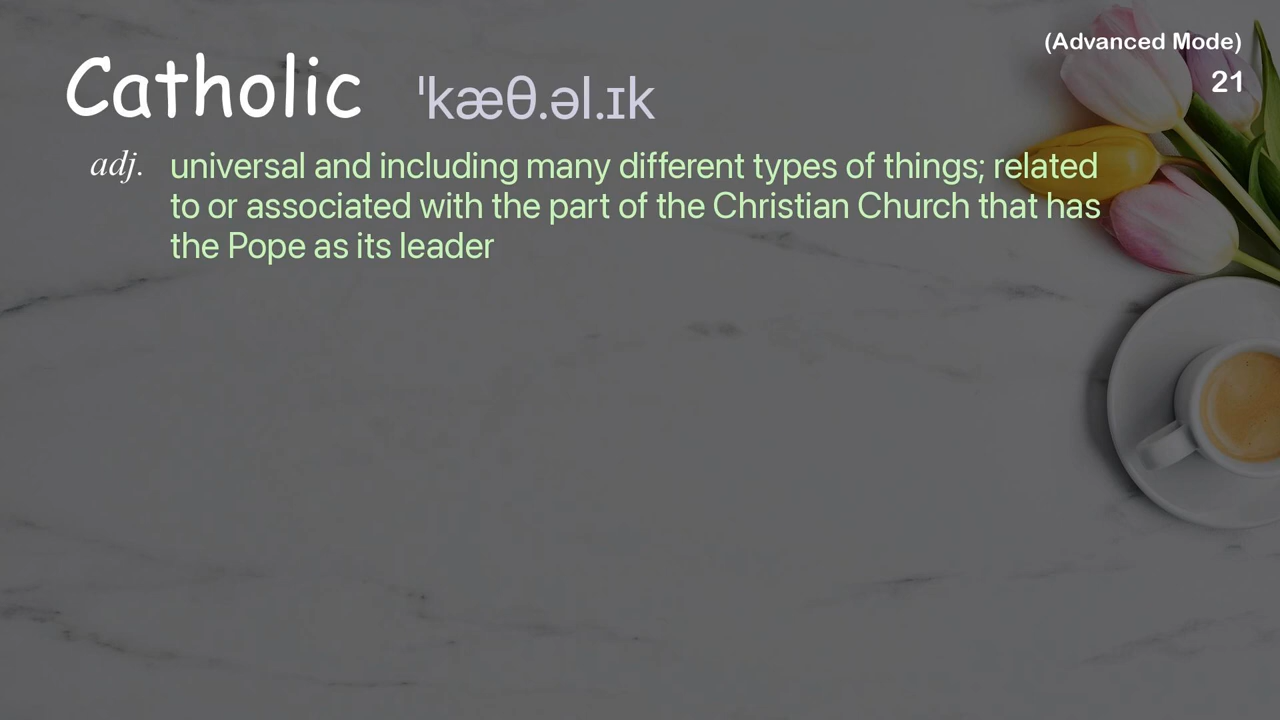 (Advanced Mode)
Catholic ˈkæθ.əl.ɪk
21
adj. universal and including many different types of things; related
to or associated with the part of the Christian Church that has
the Pope as its leader